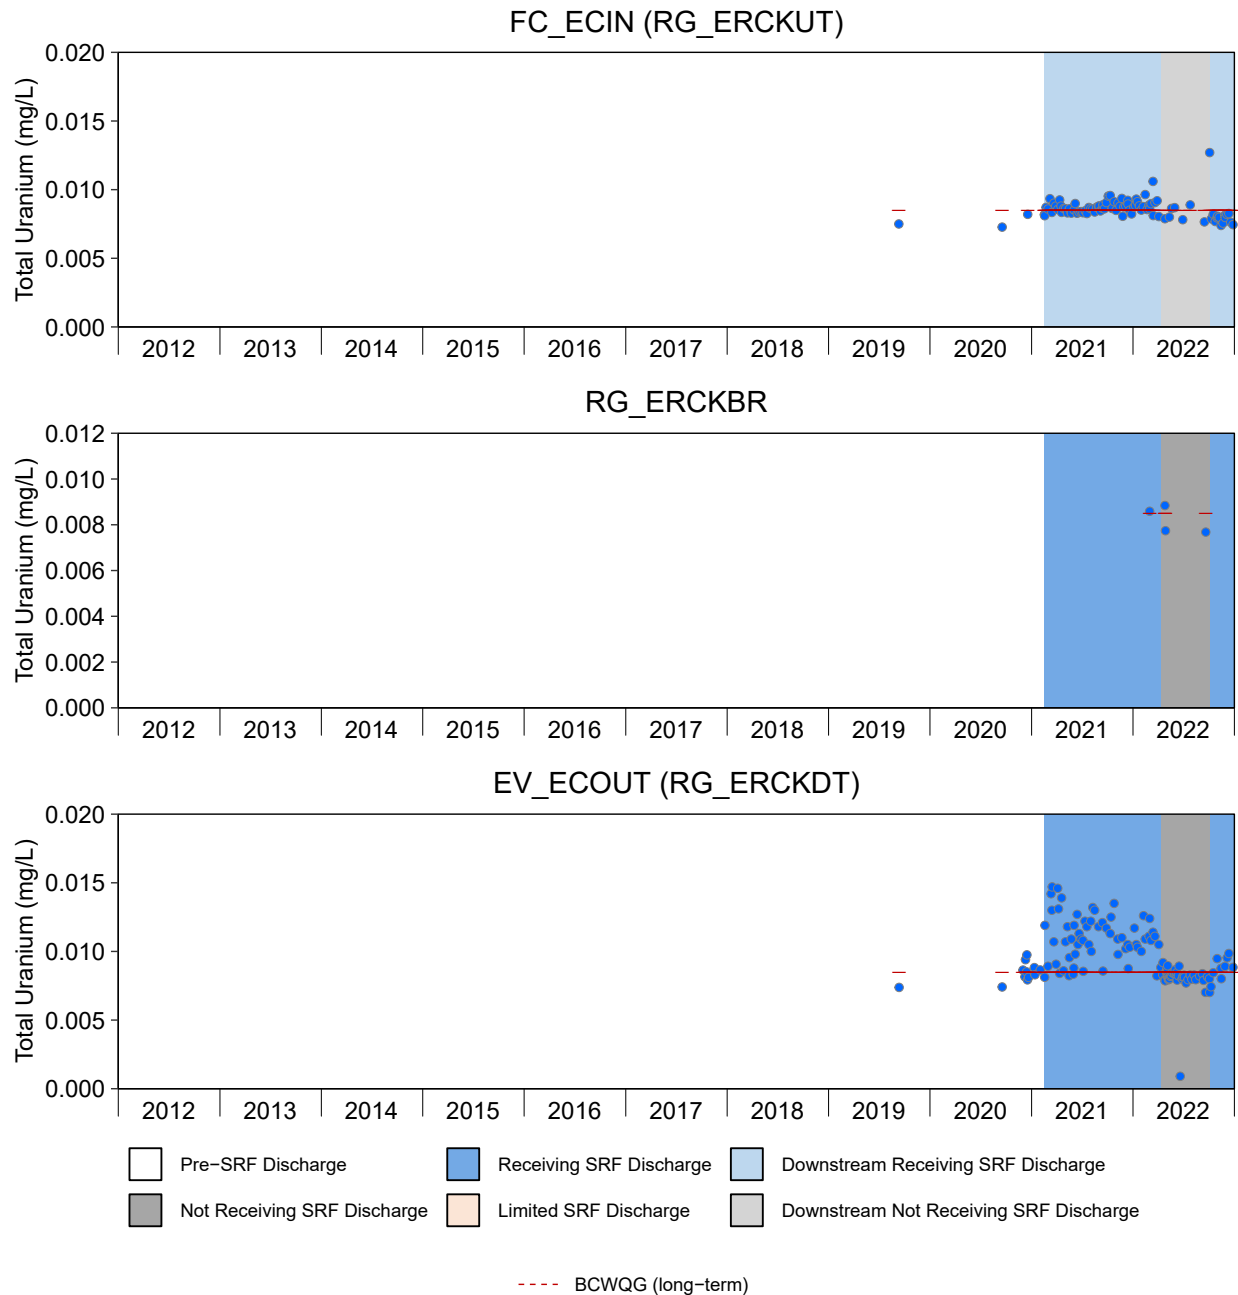 FC_ECIN (RG_ERCKUT)
Total Uranium (mg/L)
0.020
0.015
0.010
0.005
0.000
2012 2013 2014 2015 2016 2017 2018 2019 2020 2021 2022
RG_ERCKBR
Total Uranium (mg/L)
0.012
0.010
0.008
0.006
0.004
0.002
0.000
2012 2013 2014 2015 2016 2017 2018 2019 2020 2021 2022
EV_ECOUT (RG_ERCKDT)
Total Uranium (mg/L)
0.020
0.015
0.010
0.005
0.000
2012 2013 2014 2015 2016 2017 2018 2019 2020 2021 2022
Pre−SRF Discharge Receiving SRF Discharge Downstream Receiving SRF Discharge
Not Receiving SRF Discharge Limited SRF Discharge Downstream Not Receiving SRF Discharge
BCWQG (long−term)